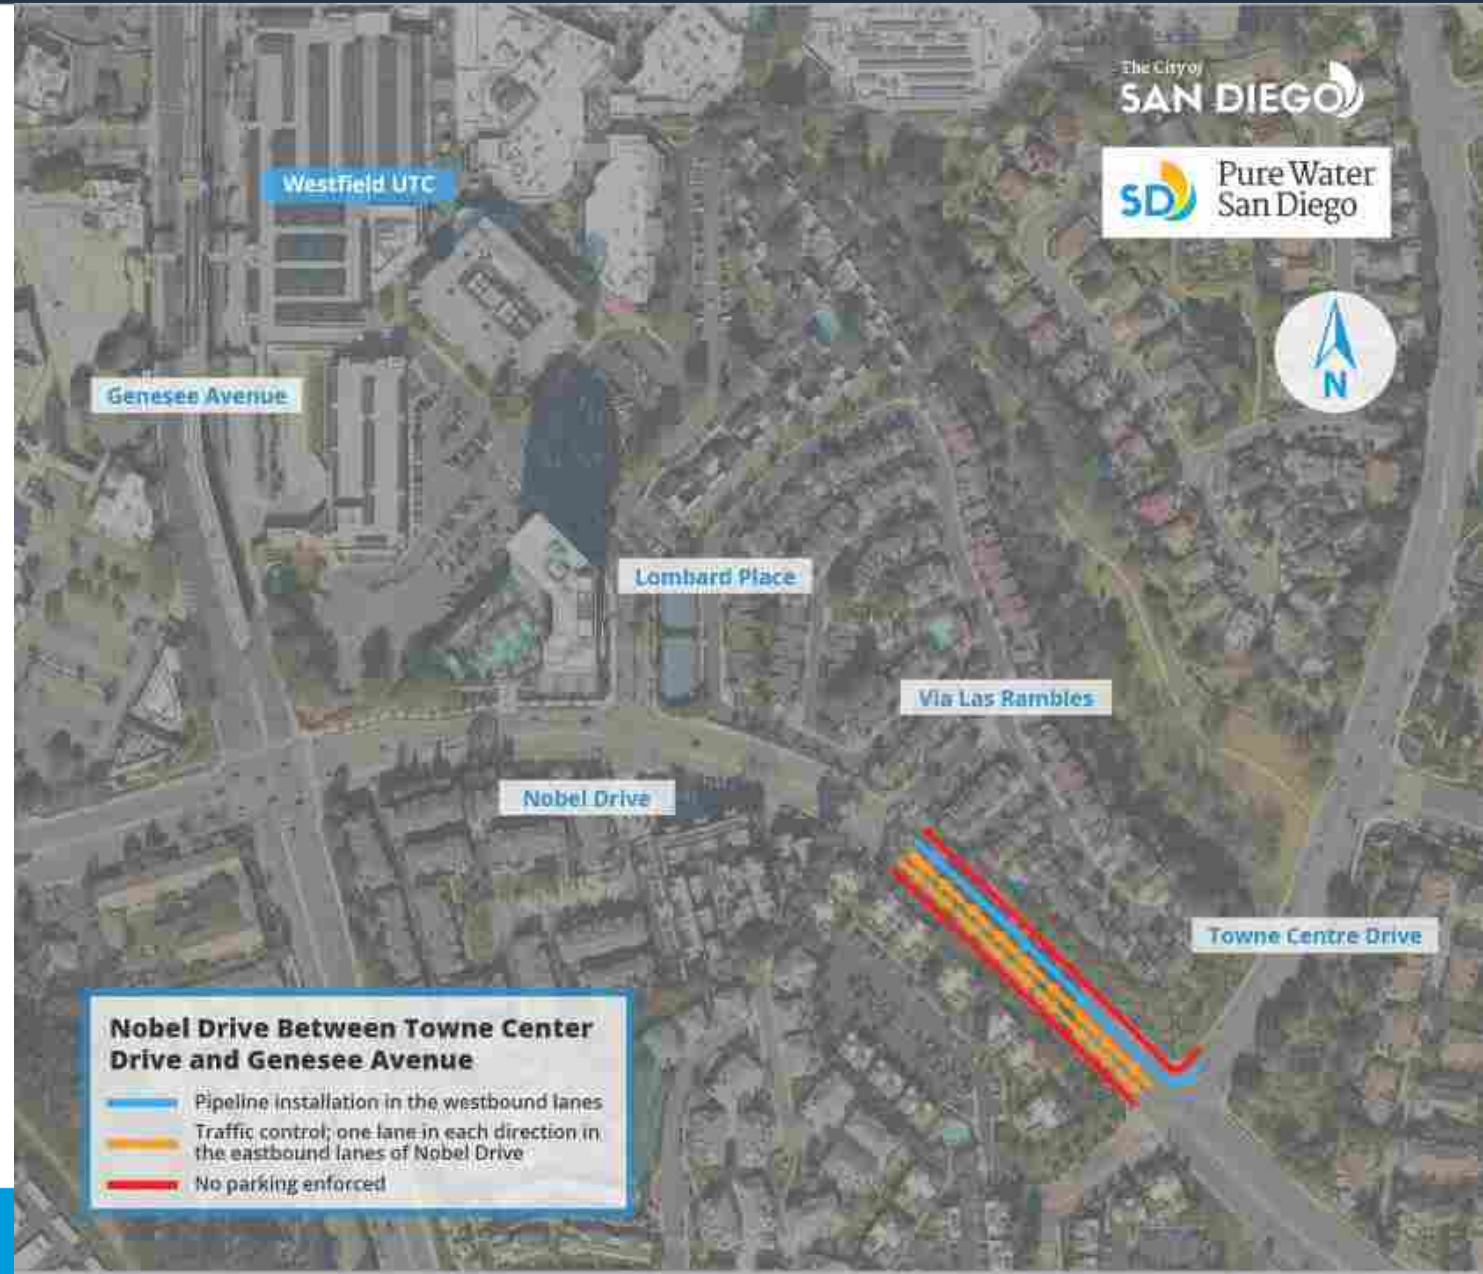 The City of
SAN DIEGO
SD
Pure Water
San Diego
Westfield UTC
N
Genesee Avenue
Lombard Place
Via Las Rambles
Nobel Drive
Towne Centre Drive
Nobel Drive Between Towne Center
Drive and Genesee Avenue
Pipeline installation in the westbound lanes
Traffic control; one lane in each direction in
the eastbound lanes of Nobel Drive
No parking enforced